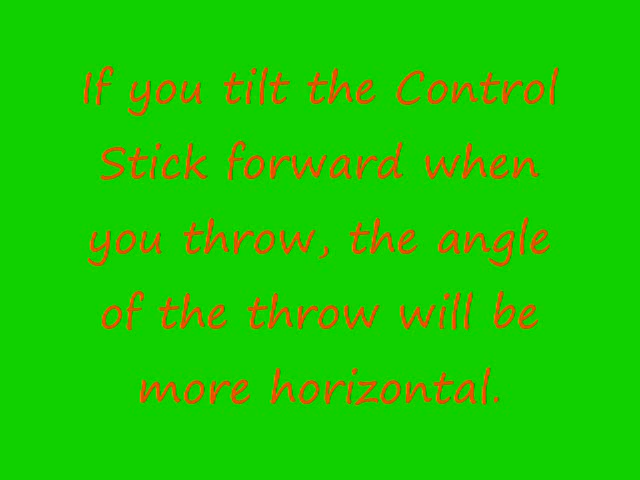 If you tilt the Control
Stick forward when
you throw, the angle
of the throw will be
more horizontal.